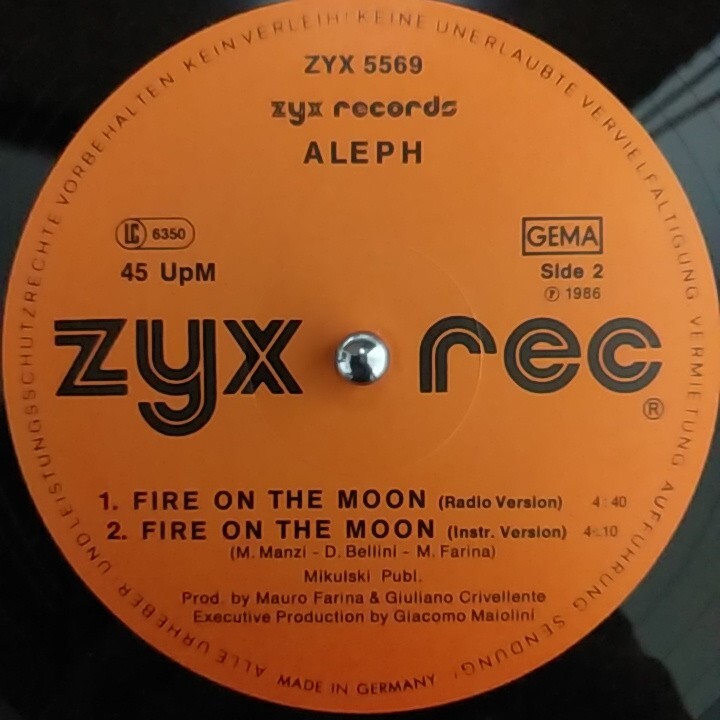 ALLE URHEBER UND LEISTUNGSSCHUTZRECHTE VORBEHALTEN KEIN VERLEIH! KEINE UNERLAUBTE VERVIELFÄLTIGUNG VERMIETUNG AUFFÜHRUNG SENDUNG!
ZYX 5569
zyx records
ALEPH
LC 6350
GEMA
45 UpM
Side 2
℗ 1986
zyx rec
®
1. FIRE ON THE MOON (Radio Version) 4:40
2. FIRE ON THE MOON (Instr. Version) 4:10
(M. Manzi - D. Bellini - M. Farina)
Mikulski Publ.
Prod. by Mauro Farina & Giuliano Crivellente
Executive Production by Giacomo Maiolini
MADE IN GERMANY